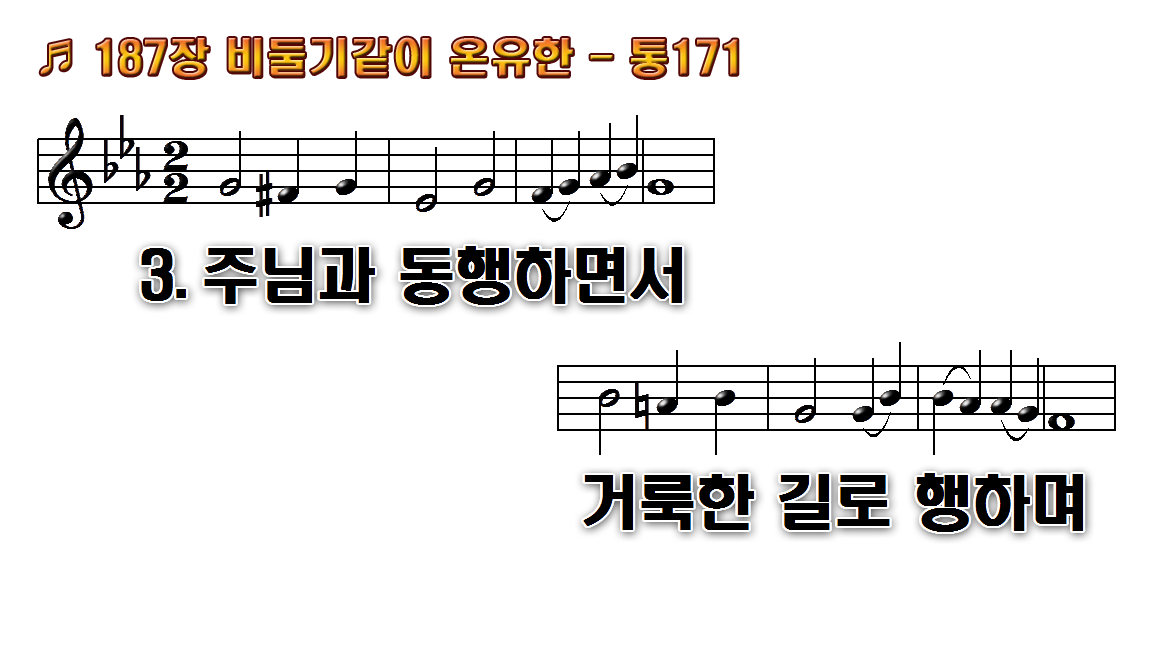 ♬ 187장 비둘기같이 온유한 - 통171
3. 주님과 동행하면서
거룩한 길로 행하며